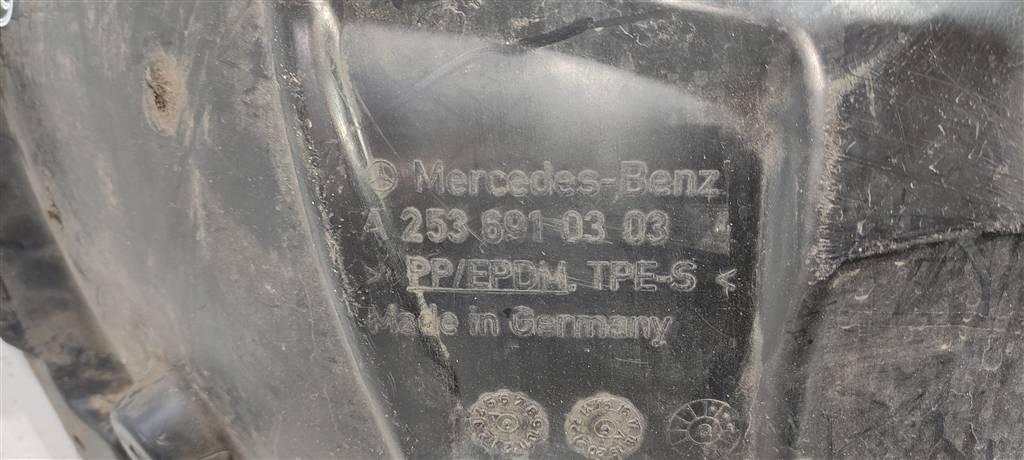 Mercedes-Benz
A 253 691 03 03
> PP/EPDM, TPE-S <
Made in Germany